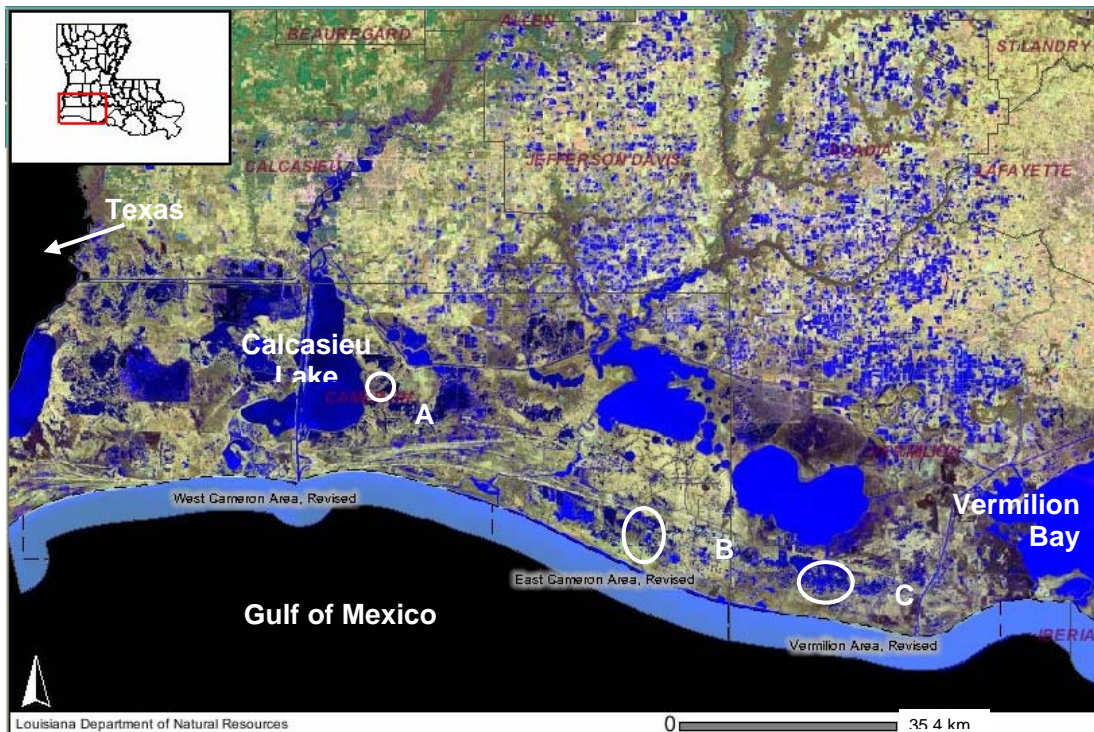 ALLEN
BEAUREGARD
ST LANDRY
CALCASIEU
JEFFERSON DAVIS
ACADIA
LAFAYETTE
Texas
Calcasieu
Lake
CAMERON
A
VERMILION
Vermilion
Bay
West Cameron Area, Revised
B
East Cameron Area, Revised
C
Gulf of Mexico
Vermilion Area, Revised
IBERIA
Louisiana Department of Natural Resources
0 35.4 km